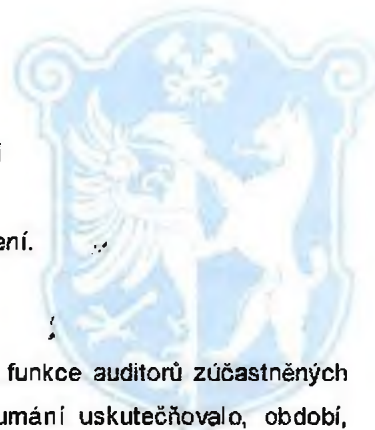 ení.
funkce auditorů zúčastněných
umání uskutečňovalo, období,